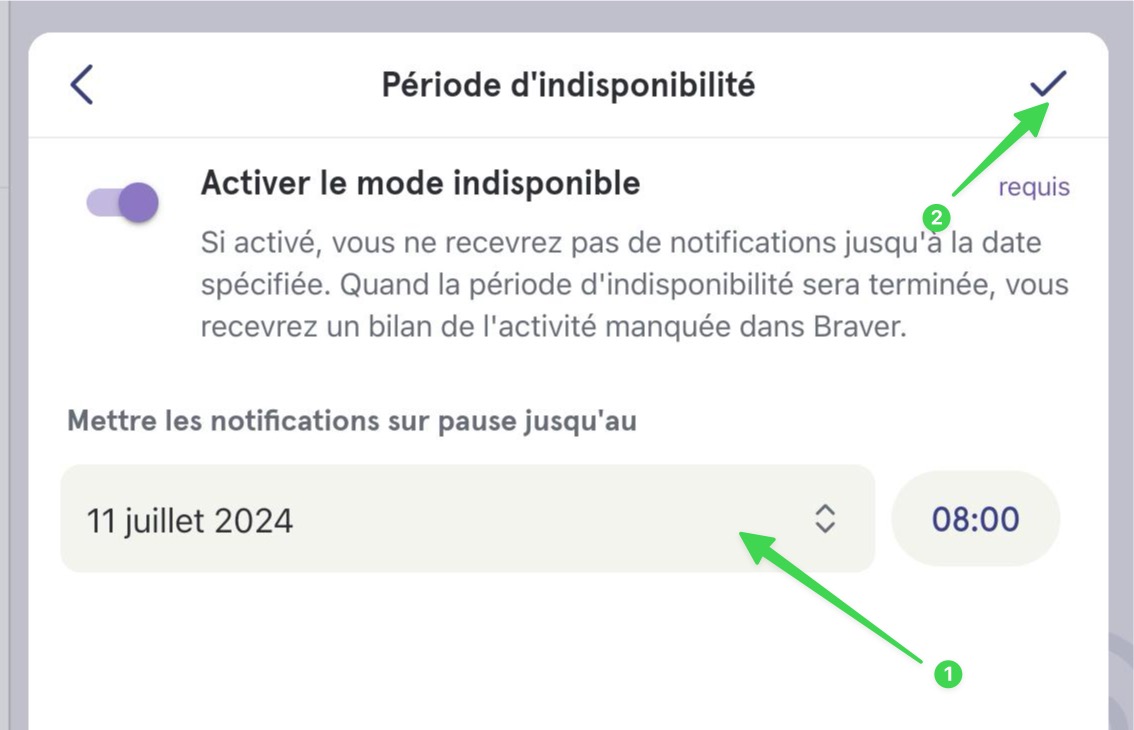 Période d'indisponibilité
Activer le mode indisponible
requis
2
Si activé, vous ne recevrez pas de notifications jusqu'à la date
spécifiée. Quand la période d'indisponibilité sera terminée, vous
recevrez un bilan de l'activité manquée dans Braver.
Mettre les notifications sur pause jusqu'au
11 juillet 2024
08:00
1